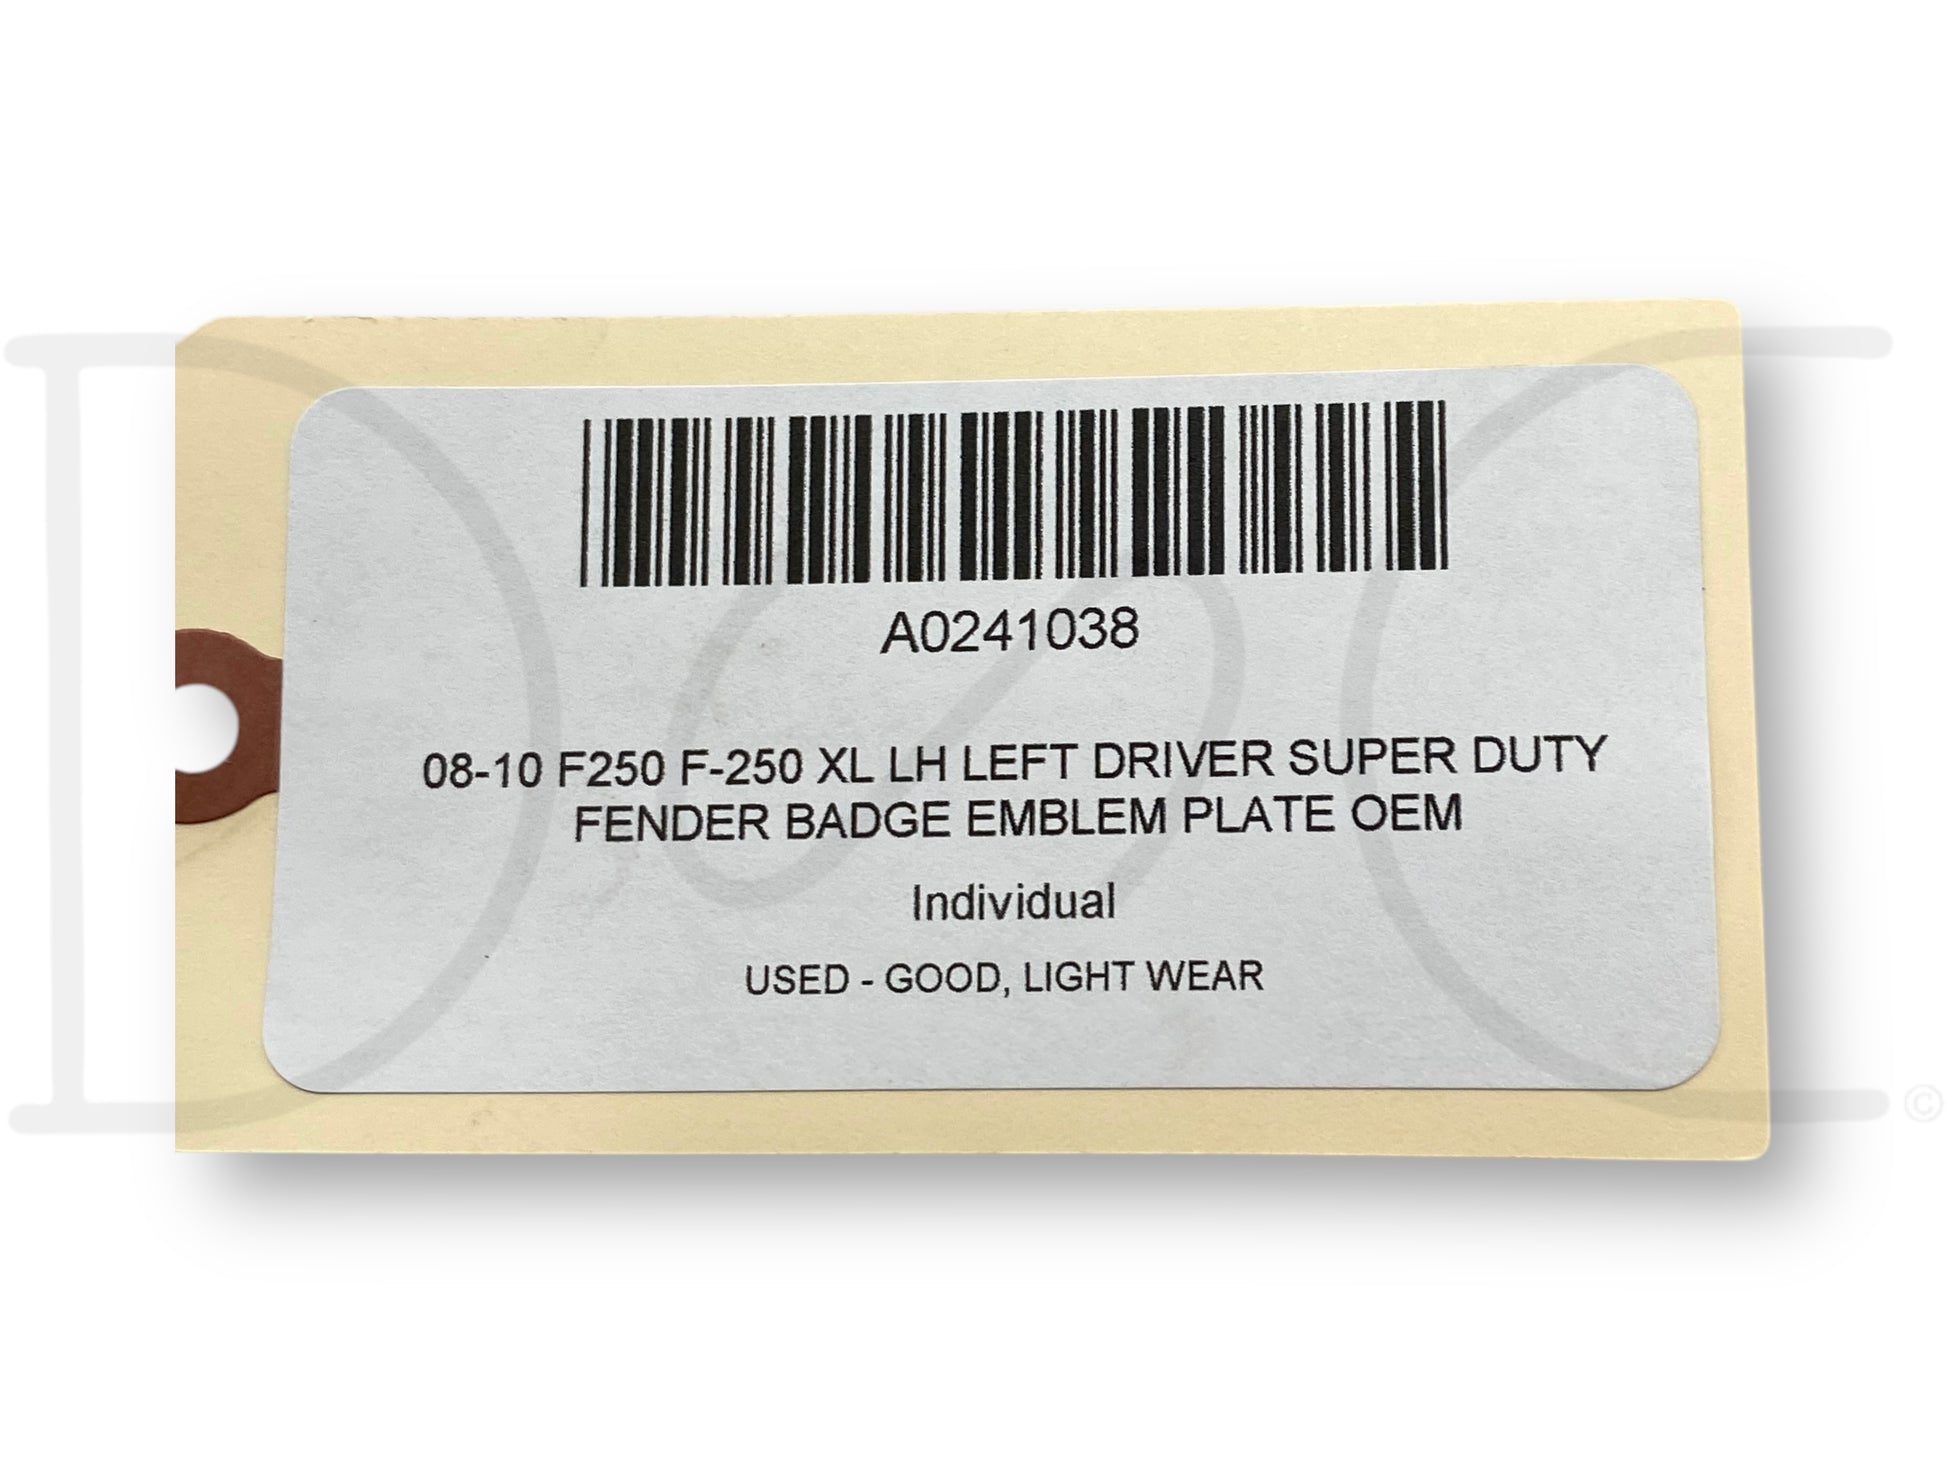 A0241038
08-10 F250 F-250 XL LH LEFT DRIVER SUPER DUTY
FENDER BADGE EMBLEM PLATE OEM
Individual
USED - GOOD, LIGHT WEAR
©